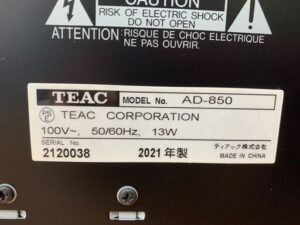 CAUTION
RISK OF ELECTRIC SHOCK
DO NOT OPEN
ATTENTION: RISQUE DE CHOC ELECTRIQUE
NE PAS OUVRIR
TEAC MODEL No. AD-850
PSE TEAC CORPORATION
100V~, 50/60Hz, 13W
SERIAL No. ティアック株式会社
2120038 2021年製 MADE IN CHINA